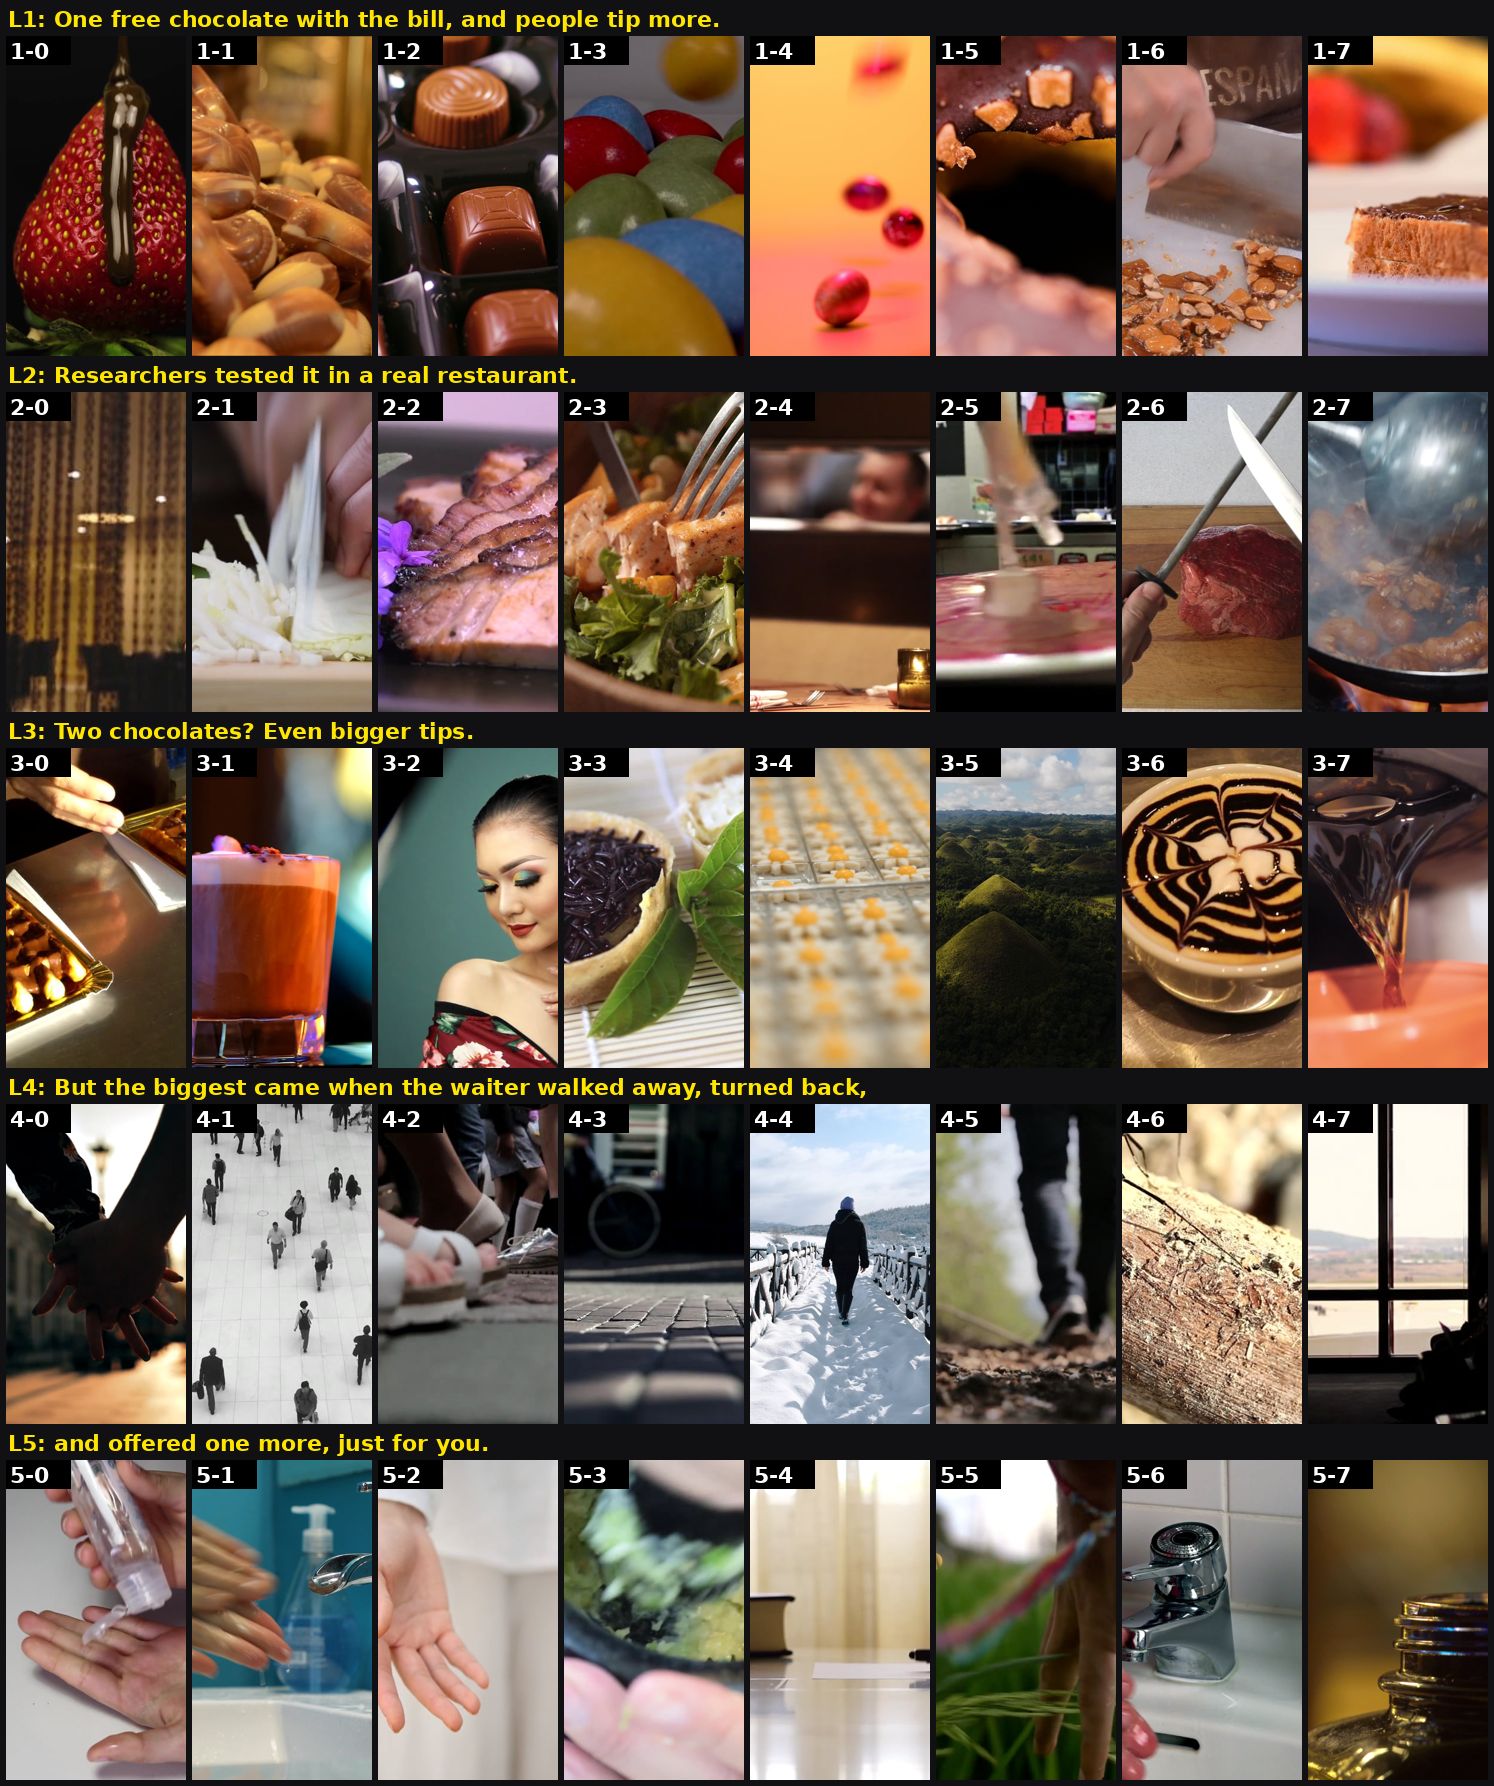 L1: One free chocolate with the bill, and people tip more.
1-0 1-1 1-2 1-3 1-4 1-5 1-6 1-7
ESPAÑA
L2: Researchers tested it in a real restaurant.
2-0 2-1 2-2 2-3 2-4 2-5 2-6 2-7
L3: Two chocolates? Even bigger tips.
3-0 3-1 3-2 3-3 3-4 3-5 3-6 3-7
L4: But the biggest came when the waiter walked away, turned back,
4-0 4-1 4-2 4-3 4-4 4-5 4-6 4-7
L5: and offered one more, just for you.
5-0 5-1 5-2 5-3 5-4 5-5 5-6 5-7